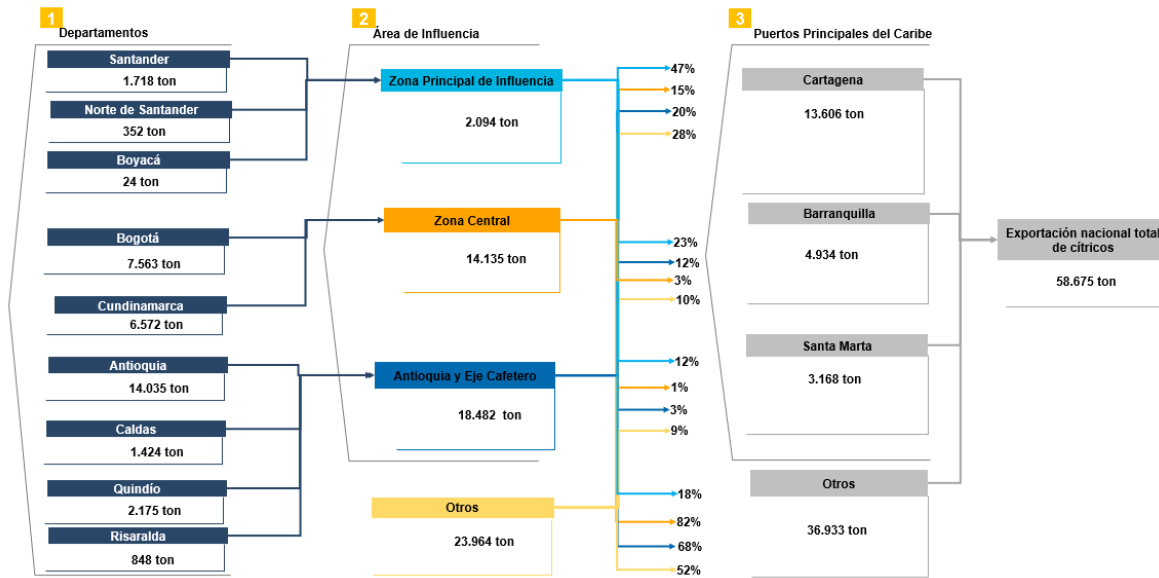 1
Departamentos
Santander
1.718 ton
Norte de Santander
352 ton
Boyacá
24 ton
Bogotá
7.563 ton
Cundinamarca
6.572 ton
Antioquia
14.035 ton
Caldas
1.424 ton
Quindío
2.175 ton
Risaralda
848 ton
2
Área de Influencia
Zona Principal de Influencia
2.094 ton
Zona Central
14.135 ton
Antioquia y Eje Cafetero
18.482 ton
Otros
23.964 ton
47%
15%
20%
28%
23%
12%
3%
10%
12%
1%
3%
9%
18%
82%
68%
52%
3
Puertos Principales del Caribe
Cartagena
13.606 ton
Barranquilla
4.934 ton
Santa Marta
3.168 ton
Otros
36.933 ton
Exportación nacional total
de cítricos
58.675 ton